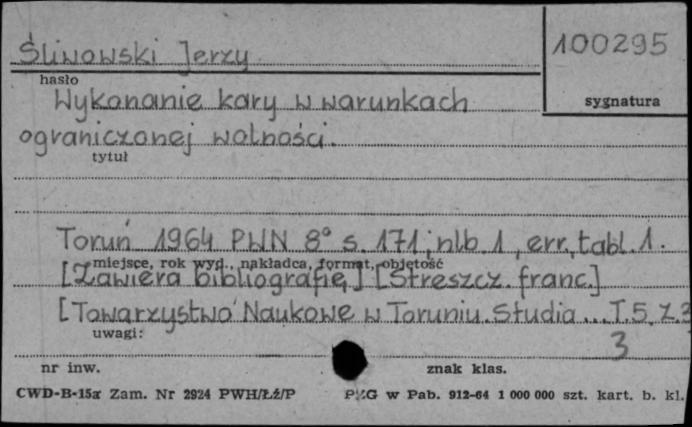 Śliwowski Jerzy
100295
hasło
sygnatura
Wykonanie kary w warunkach
ograniczonej wolności.
tytuł
Toruń 1964 PWN 8° s. 171, nlb. 1, err., tabl. 1.
miejsce, rok wyd., nakładca, format, objętość
[Zawiera bibliografię] [Streszcz. franc.]
[Towarzystwo Naukowe w Toruniu. Studia ... T. 5, z. 3
uwagi:
3
nr inw.
znak klas.
CWD-B-15a Zam. Nr 2924 PWH/Łź/P
PZG w Pab. 912-64 1 000 000 szt. kart. b. kl.